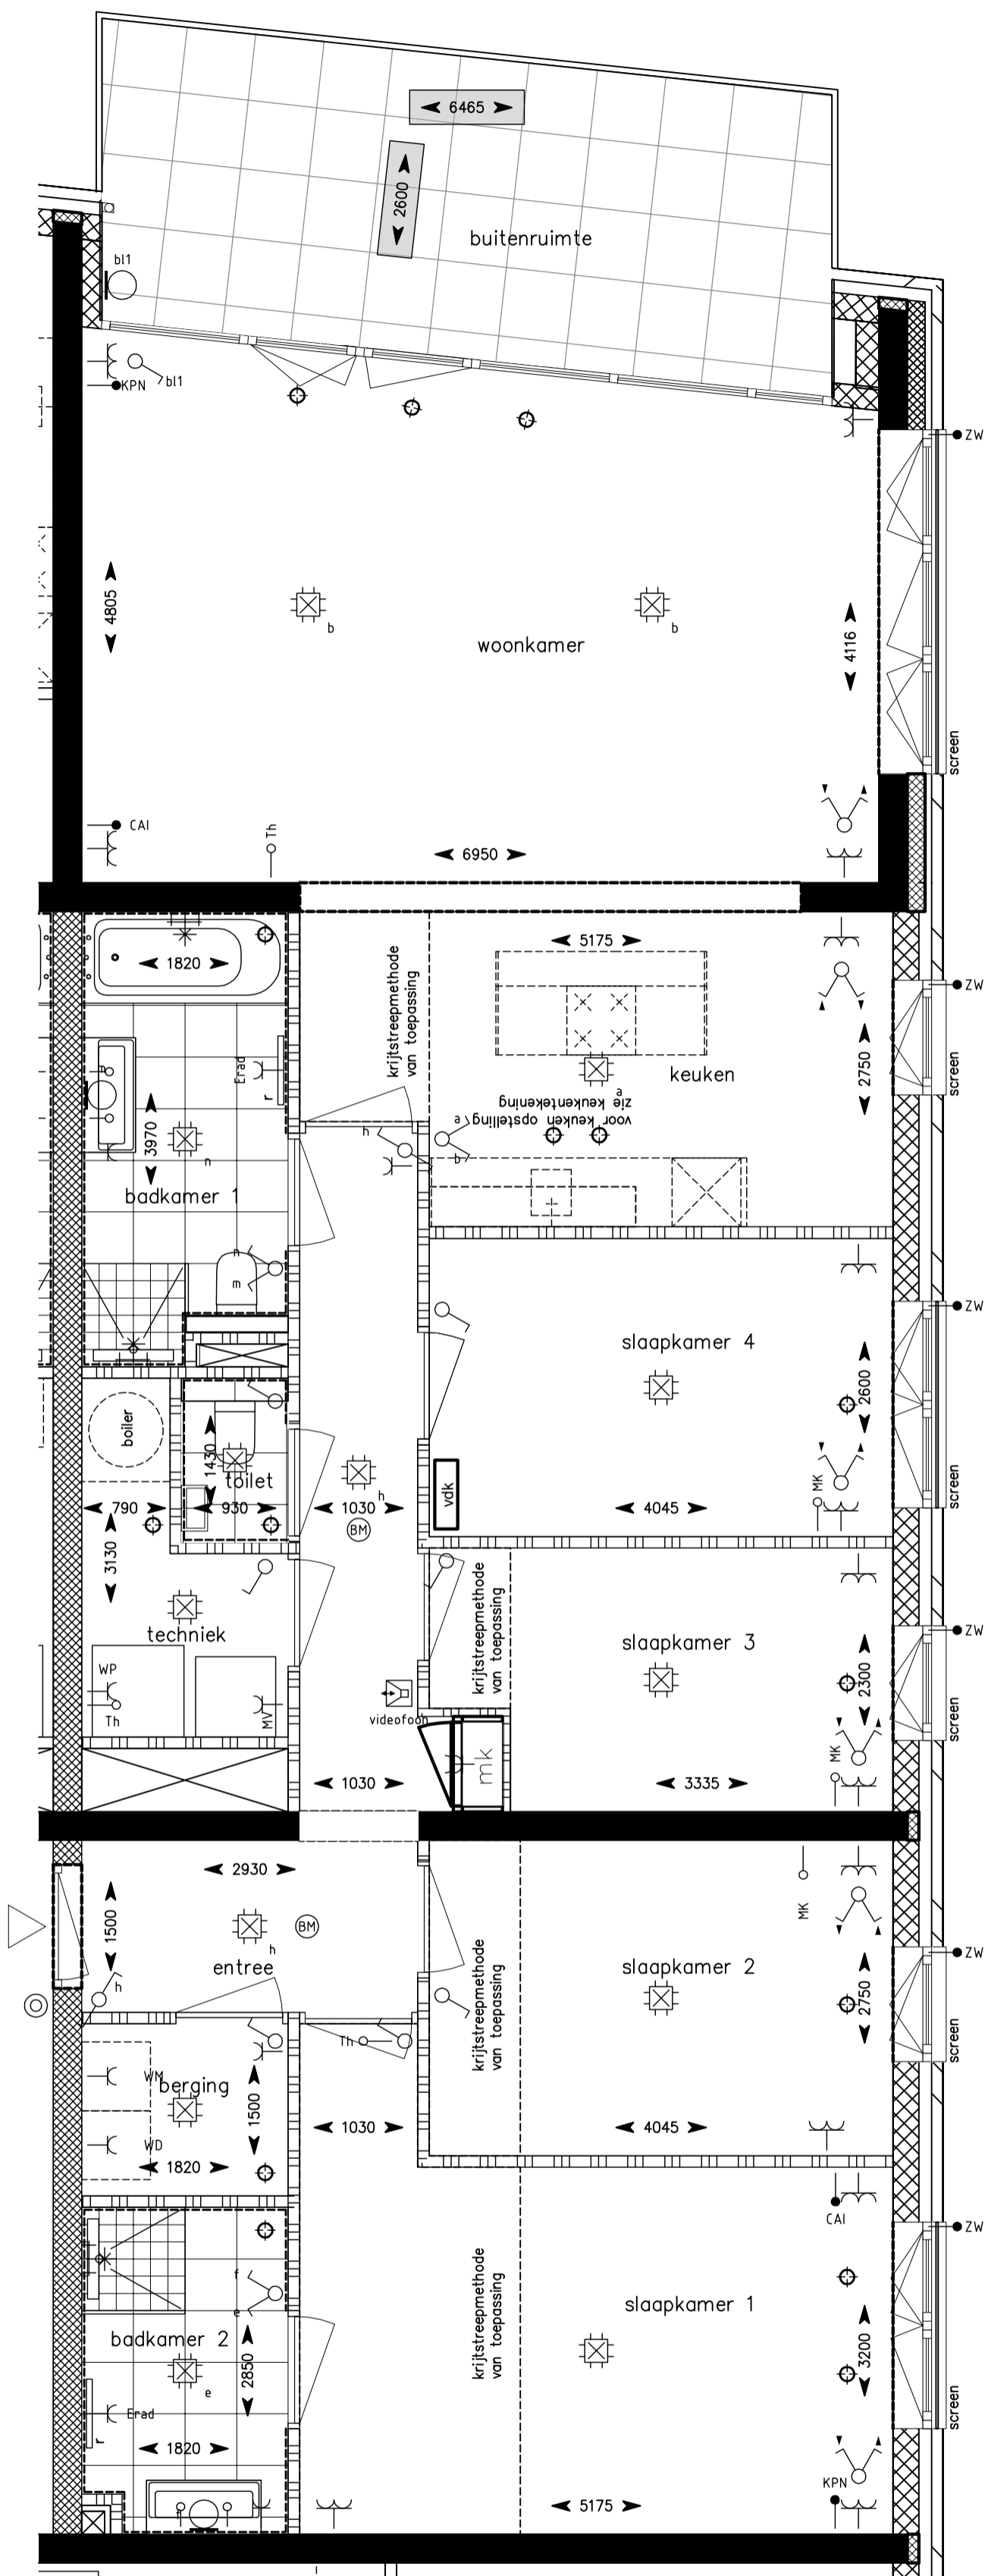 6465
2600
buitenruimte
bl1
bl1
KPN
ZW
4805
4116
b
b
woonkamer
screen
CAI
Th
6950
1820
krijtstreepmethode
van toepassing
5175
ZW
Erad
r
2750
screen
keuken
e
voor keuken opstelling
zie keukentekening
3970
n
h
e
b
badkamer 1
n
m
ZW
slaapkamer 4
2600
boiler
1430
toilet
h
vdk
MK
screen
790
930
1030
4045
BM
3130
techniek
krijtstreepmethode
van toepassing
slaapkamer 3
ZW
2300
WP
Th
MV
videofoon
mk
MK
screen
1030
3335
2930
1500
BM
h
h
entree
MK
krijtstreepmethode
van toepassing
slaapkamer 2
ZW
2750
screen
Th
WM
berging
1500
WD
1820
1030
4045
CAI
ZW
f
e
krijtstreepmethode
van toepassing
slaapkamer 1
badkamer 2
2850
3200
e
Erad
r
screen
1820
KPN
5175